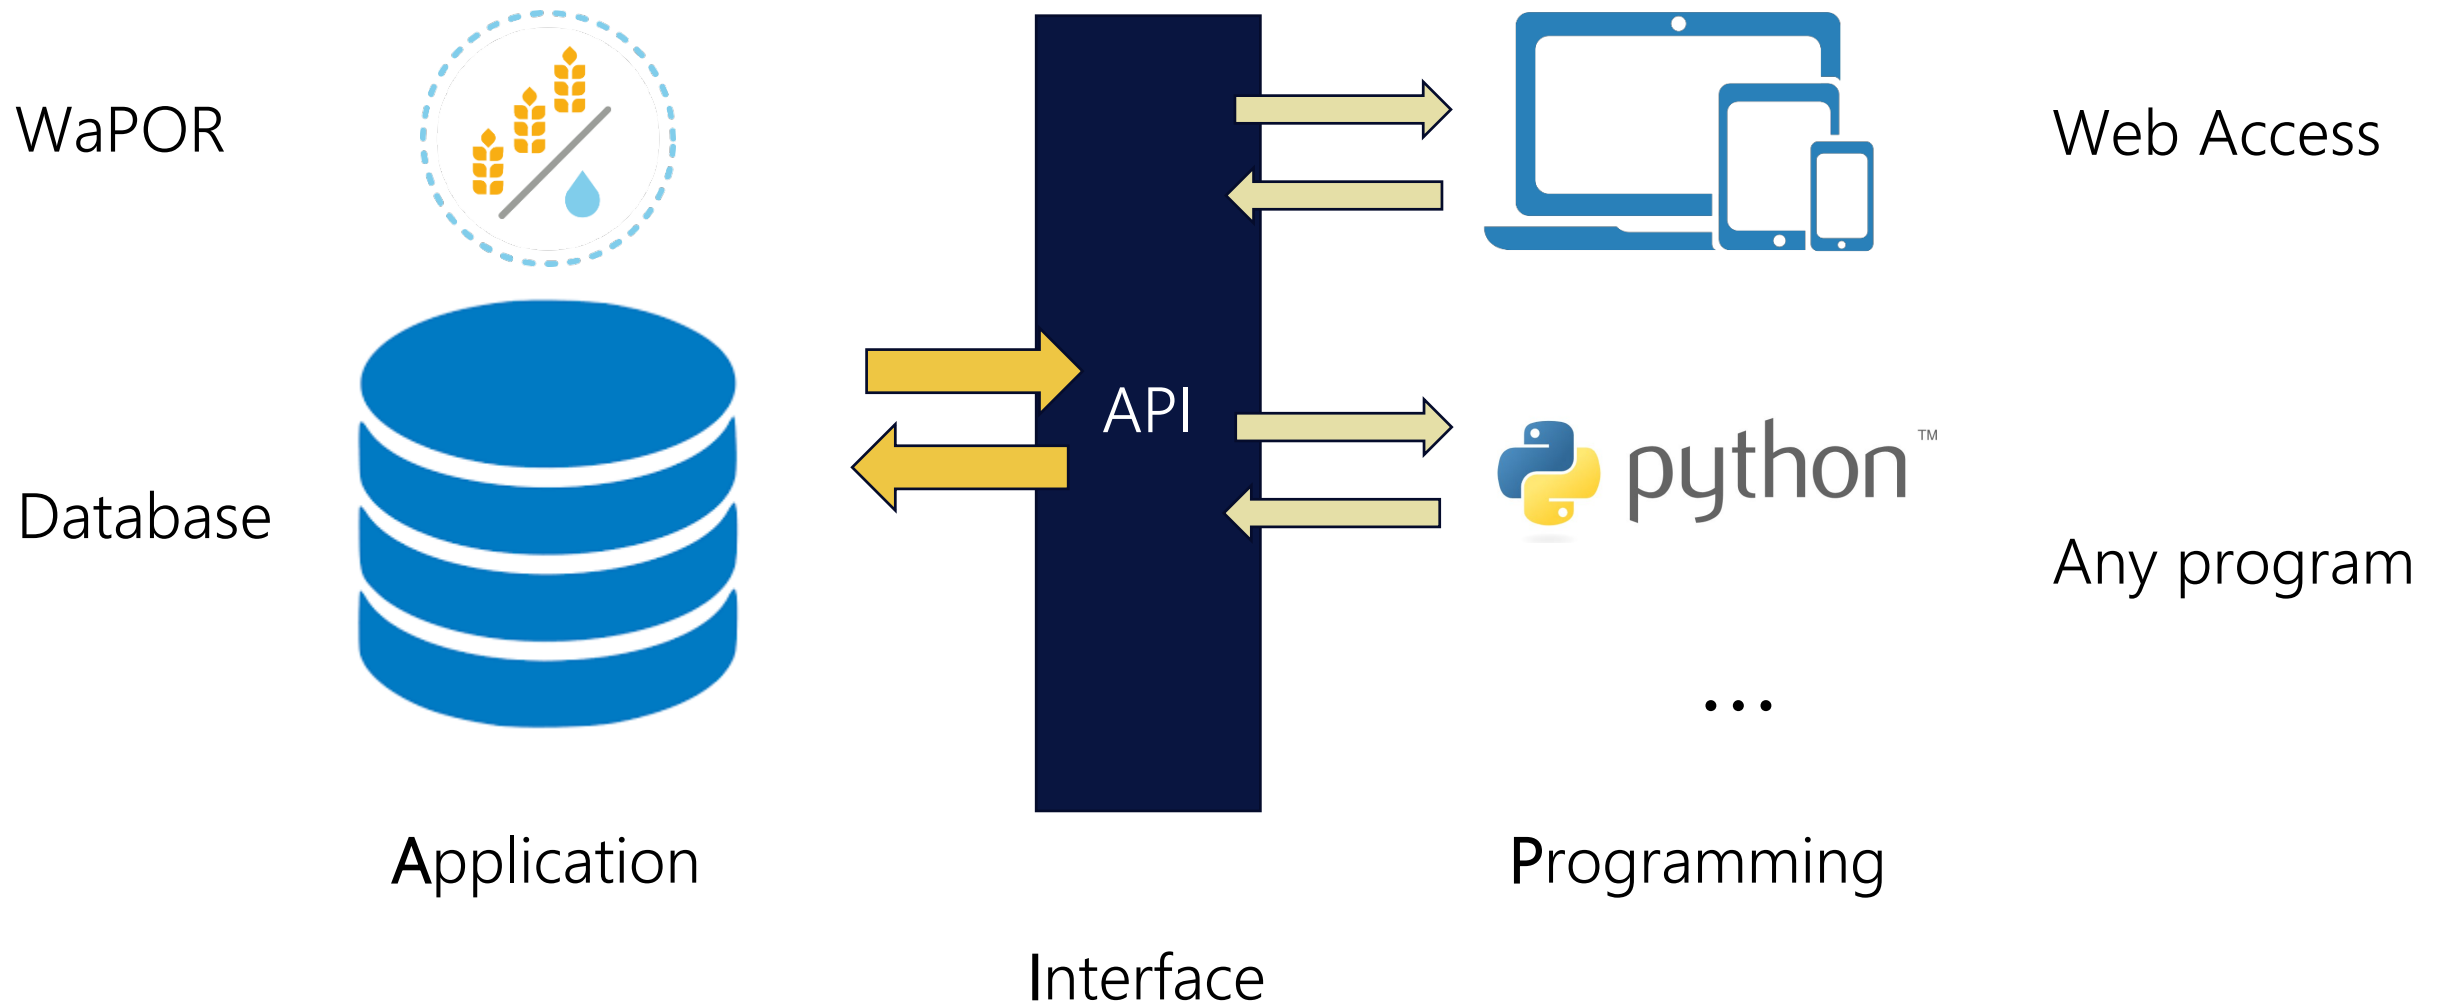 WaPOR
Web Access
API
python™
Database
Any program
...
Application
Programming
Interface